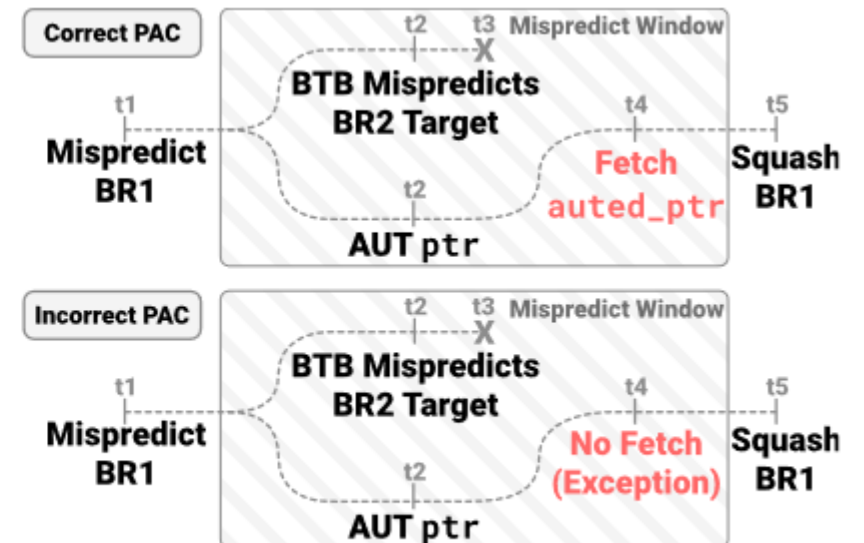 Correct PAC
t2 t3 Mispredict Window
X
BTB Mispredicts
BR2 Target
t1
Mispredict
BR1
t2
AUT ptr
t4
Fetch
auted_ptr
t5
Squash
BR1
Incorrect PAC
t2 t3 Mispredict Window
X
BTB Mispredicts
BR2 Target
t1
Mispredict
BR1
t2
AUT ptr
t4
No Fetch
(Exception)
t5
Squash
BR1